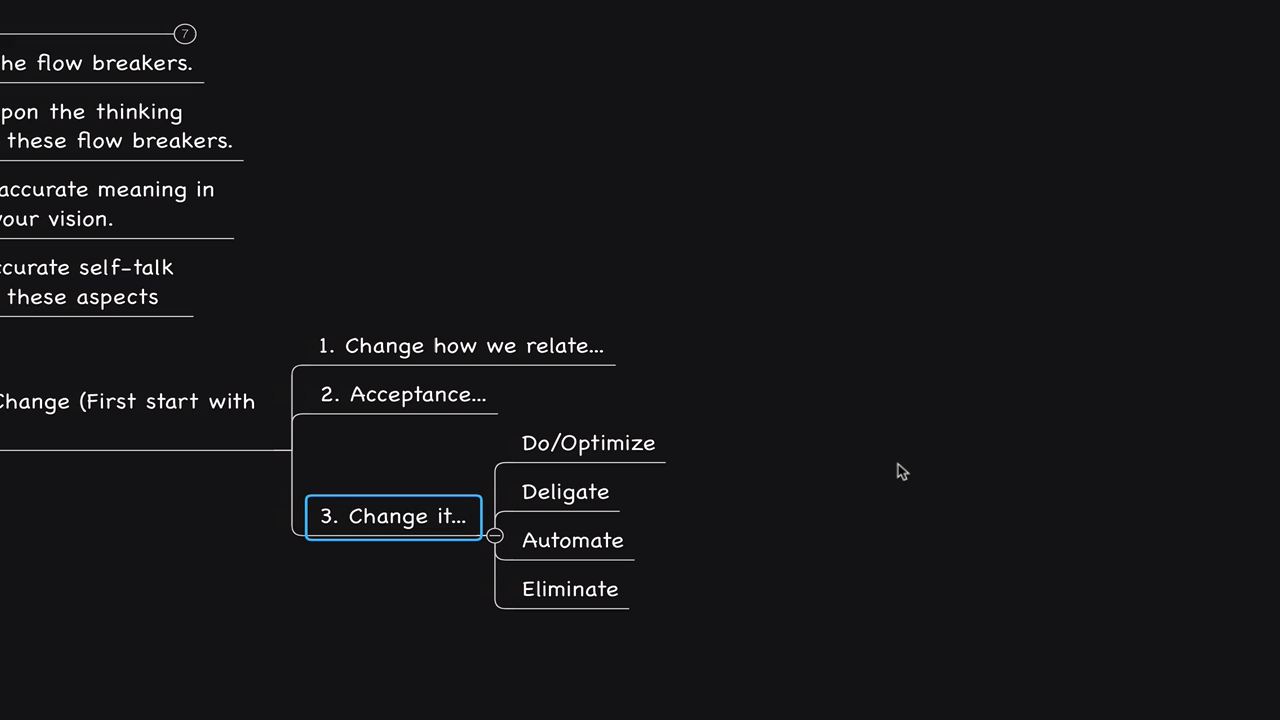 7
he flow breakers.
pon the thinking
these flow breakers.
accurate meaning in
your vision.
ccurate self-talk
these aspects
1. Change how we relate...
Change (First start with
2. Acceptance...
Do/Optimize
Deligate
3. Change it...
Automate
Eliminate